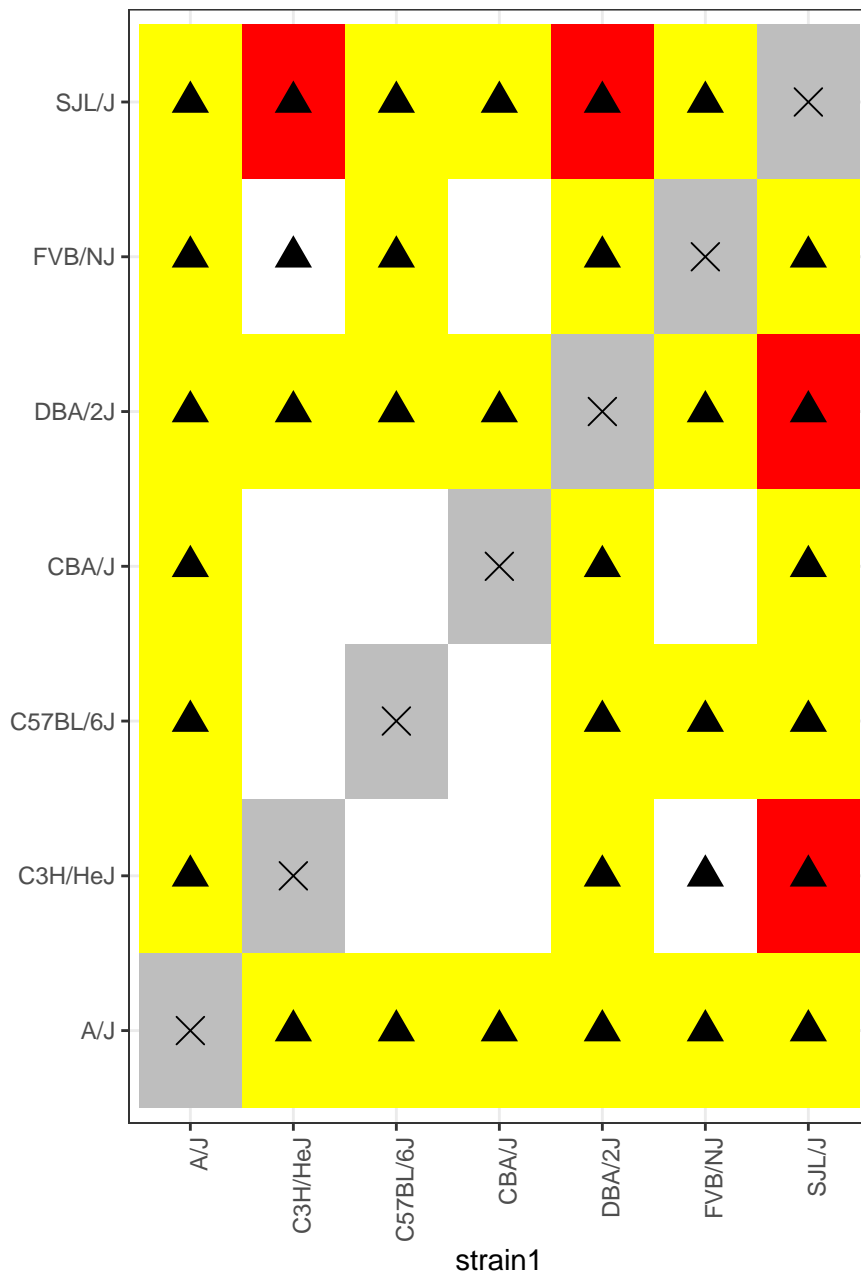 SJL/J
FVB/NJ
DBA/2J
CBA/J
C57BL/6J
C3H/HeJ
A/J
A/J
C3H/HeJ
C57BL/6J
CBA/J
DBA/2J
FVB/NJ
SJL/J
strain1